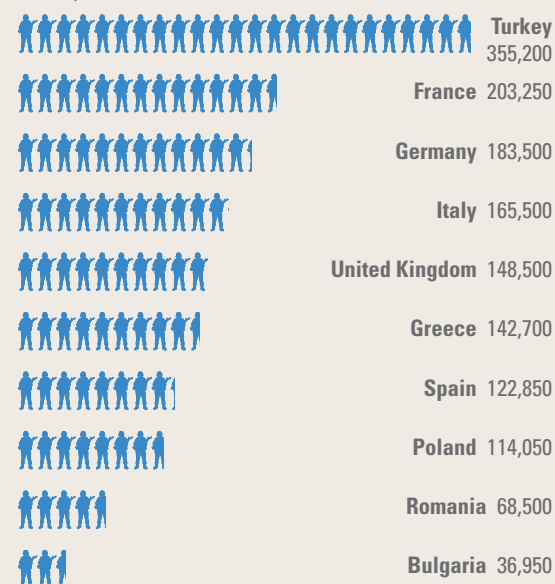 Turkey
355,200
France 203,250
Germany 183,500
Italy 165,500
United Kingdom 148,500
Greece 142,700
Spain 122,850
Poland 114,050
Romania 68,500
Bulgaria 36,950